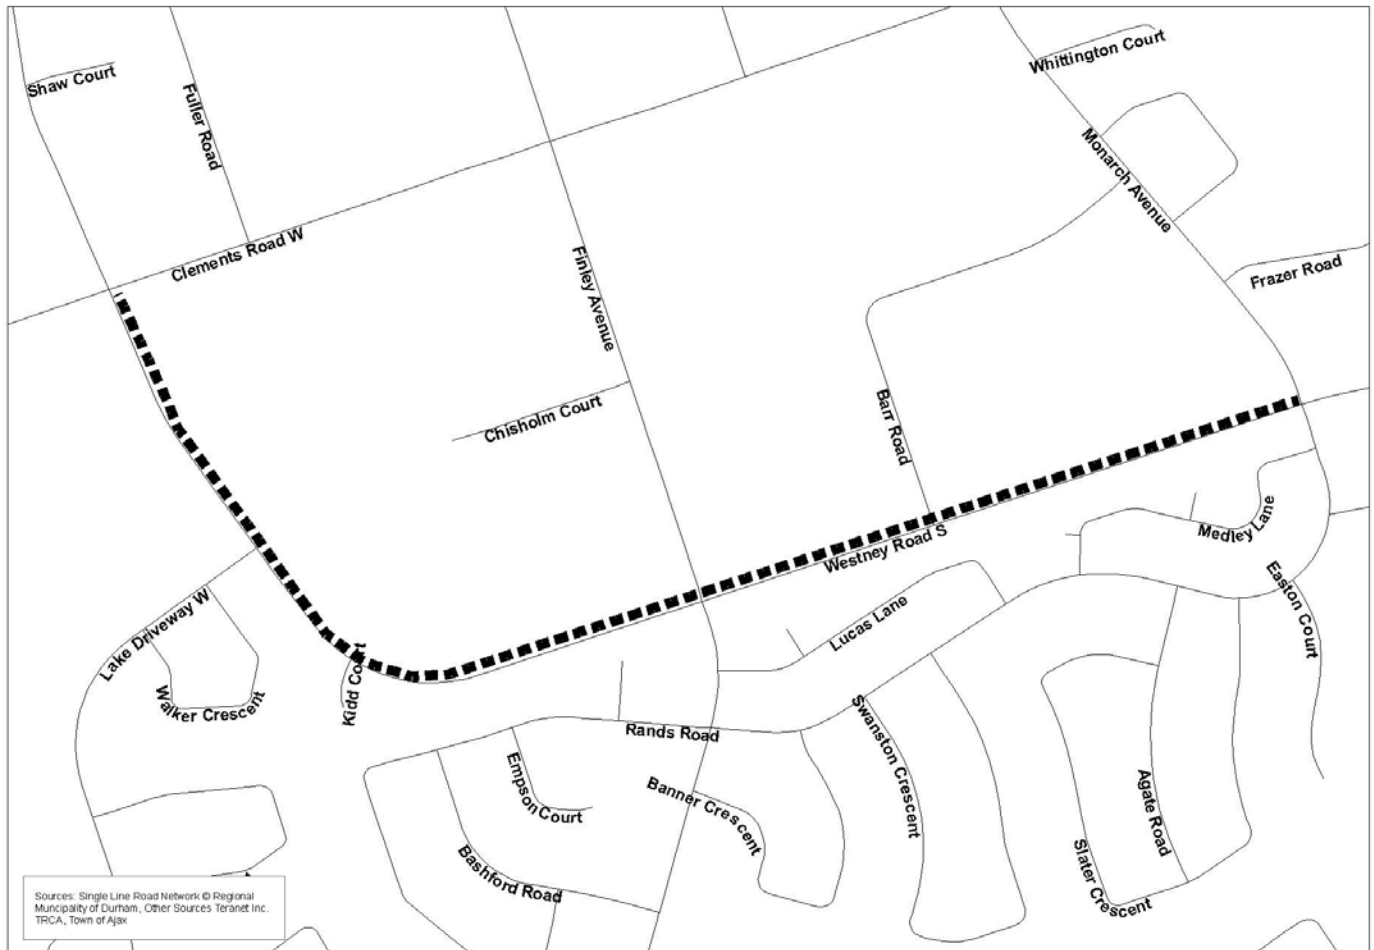 Shaw Court
Fuller Road
Whittington Court
Monarch Avenue
Clements Road W
Finley Avenue
Frazer Road
Chisholm Court
Barr Road
Westney Road S
Medley Lane
Easton Court
Lake Driveway W
Walker Crescent
Kidd Court
Lucas Lane
Rands Road
Swanston Crescent
Empson Court
Banner Crescent
Agate Road
Bashford Road
Slater Crescent
Sources: Single Line Road Network © Regional
Muncipality of Durham, Other Sources Teranet Inc.
TRCA, Town of Ajax